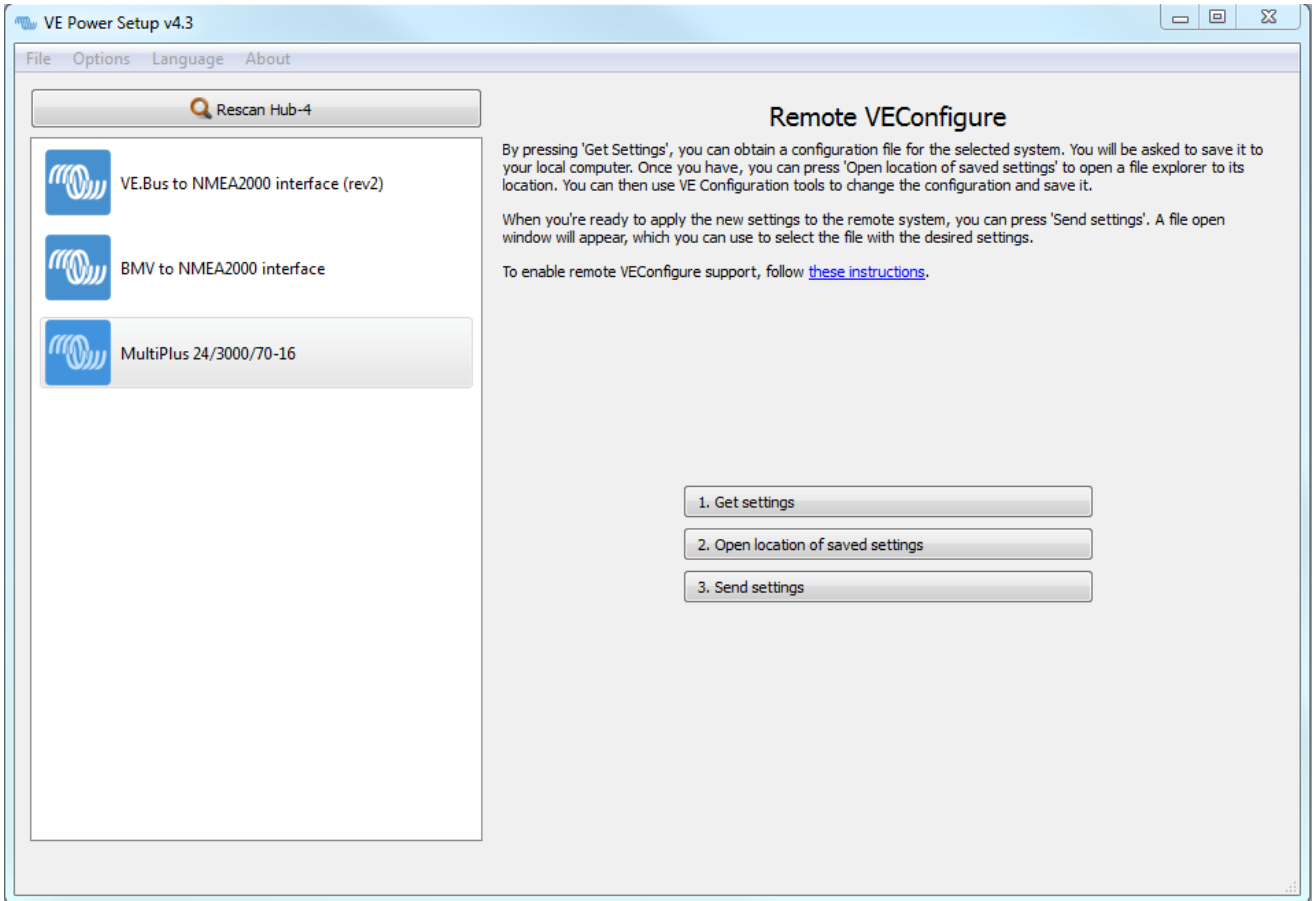 VE Power Setup v4.3
File Options Language About
Rescan Hub-4
VE.Bus to NMEA2000 interface (rev2)
BMV to NMEA2000 interface
MultiPlus 24/3000/70-16
Remote VEConfigure
By pressing 'Get Settings', you can obtain a configuration file for the selected system. You will be asked to save it to
your local computer. Once you have, you can press 'Open location of saved settings' to open a file explorer to its
location. You can then use VE Configuration tools to change the configuration and save it.
When you're ready to apply the new settings to the remote system, you can press 'Send settings'. A file open
window will appear, which you can use to select the file with the desired settings.
To enable remote VEConfigure support, follow these instructions.
1. Get settings
2. Open location of saved settings
3. Send settings